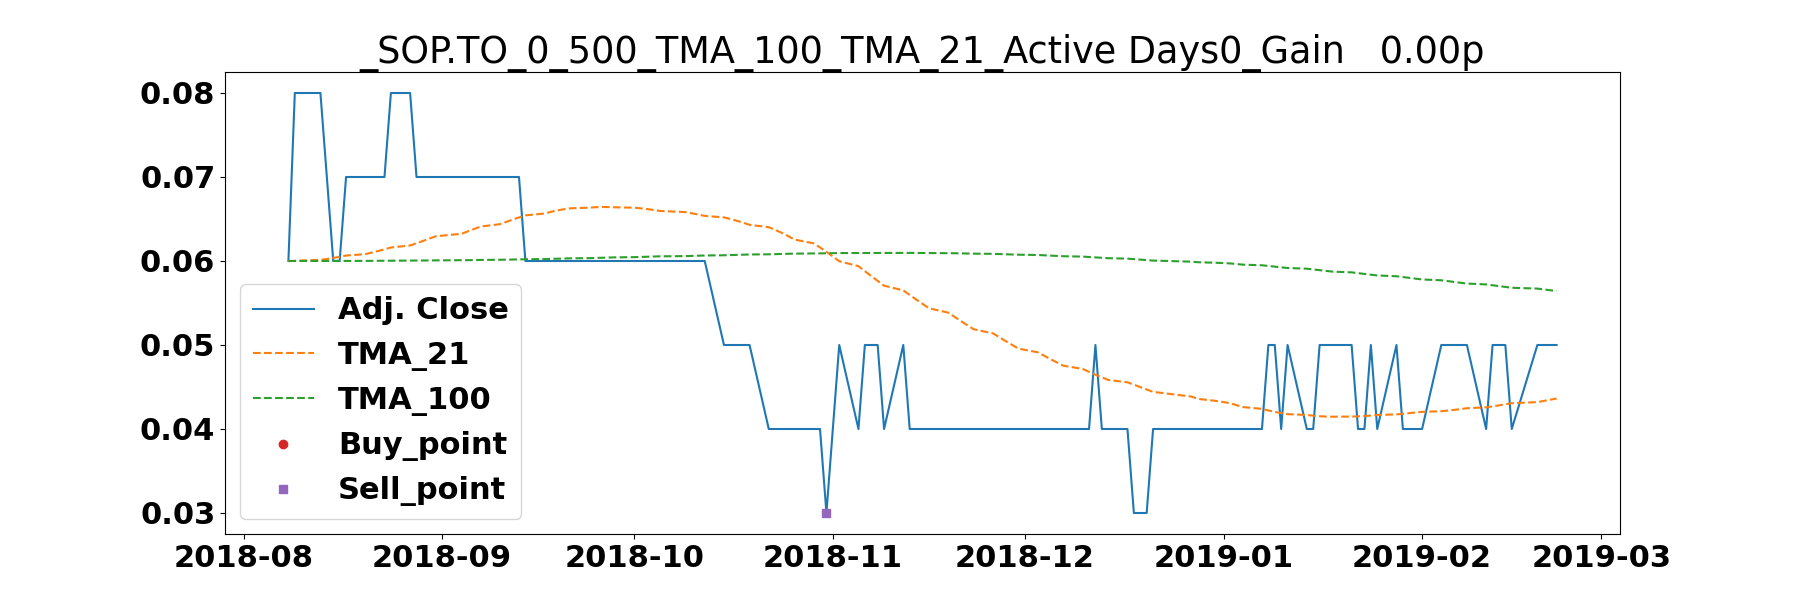 _SOP.TO_0_500_TMA_100_TMA_21_Active Days0_Gain   0.00p
0.08
0.07
0.06
0.05
0.04
0.03
Adj. Close
TMA_21
TMA_100
Buy_point
Sell_point
2018-08 2018-09 2018-10 2018-11 2018-12 2019-01 2019-02 2019-03